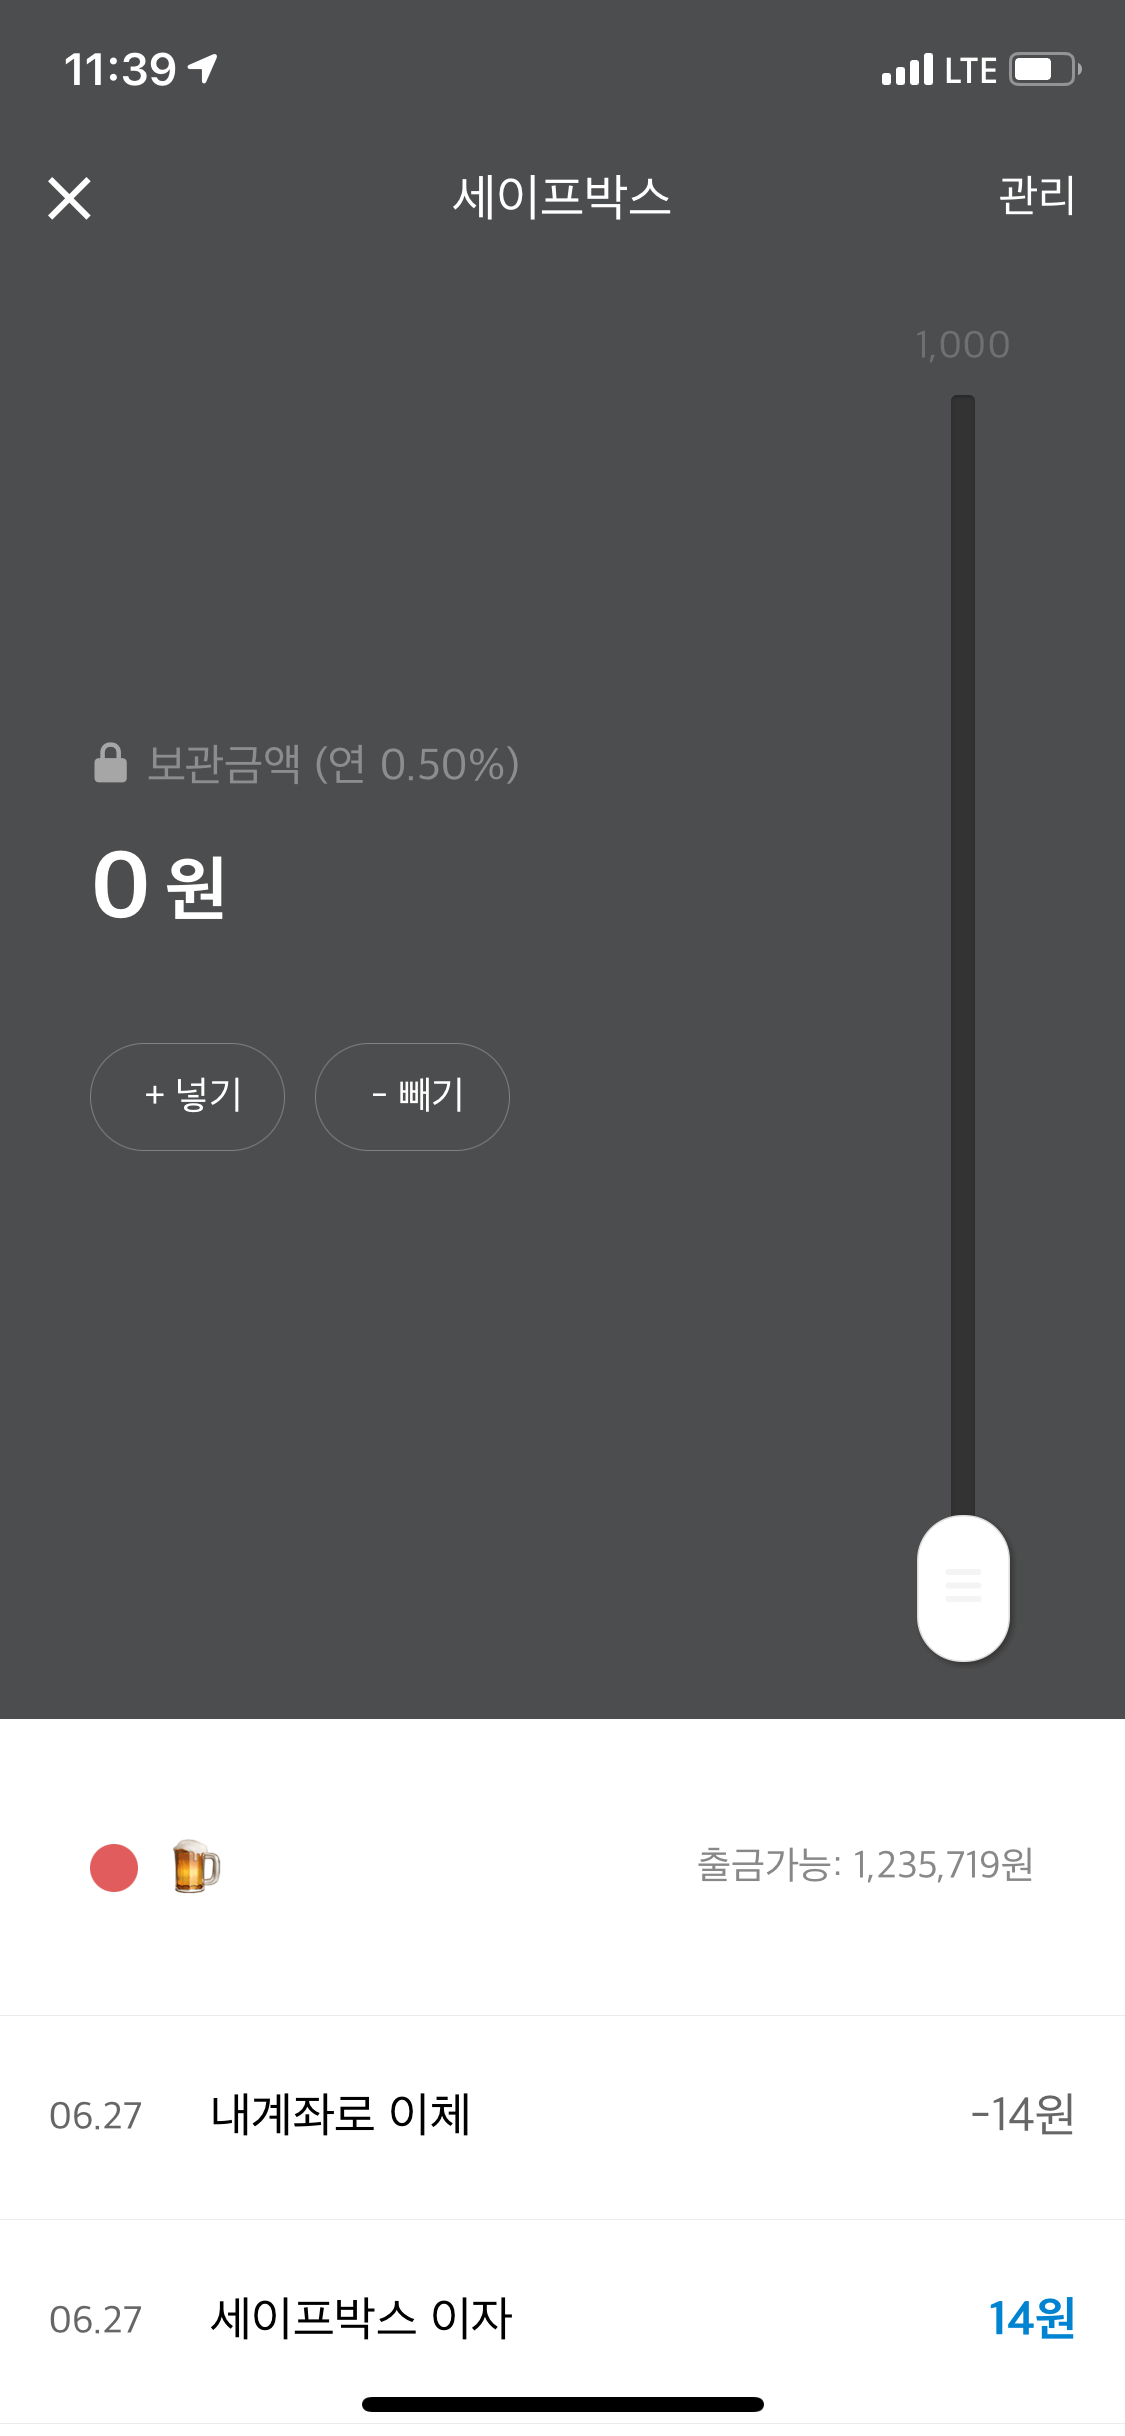 11:39
LTE
세이프박스
관리
1,000
보관금액 (연 0.50%)
0 원
+ 넣기
- 빼기
출금가능: 1,235,719원
06.27 내계좌로 이체 -14원
06.27 세이프박스 이자 14원